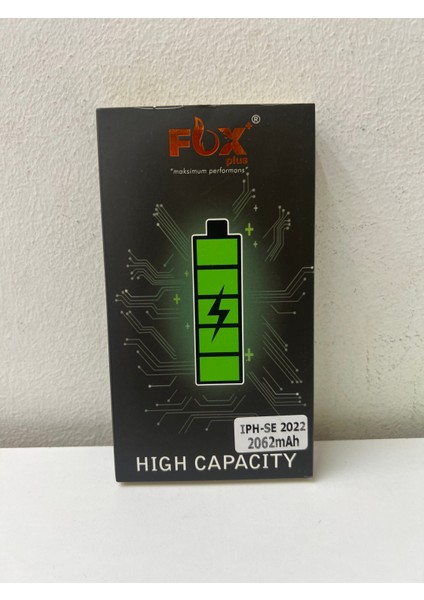 FOX ®
plus
"maksimum performans"
IPH-SE 2022
2062mAh
HIGH CAPACITY